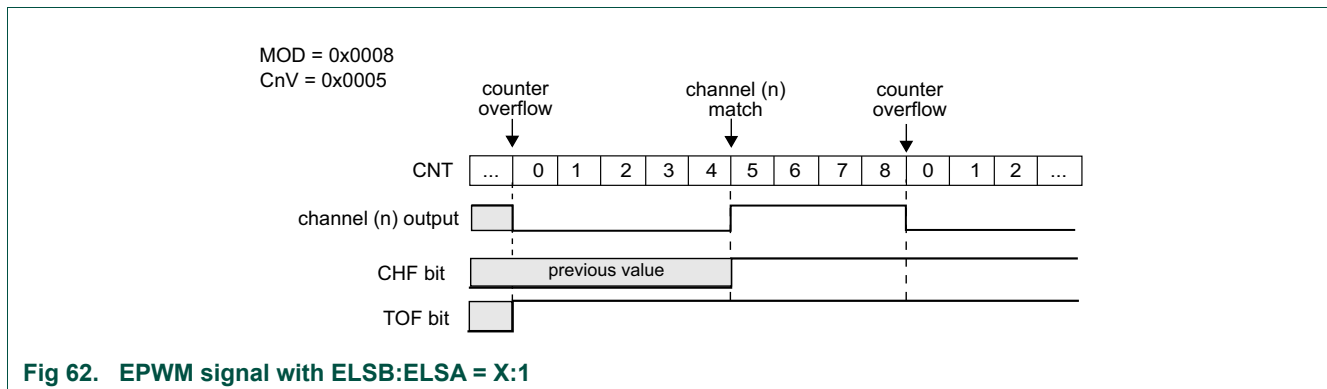 MOD = 0x0008
CnV = 0x0005
counter
overflow
channel (n)
match
counter
overflow
CNT ... 0 1 2 3 4 5 6 7 8 0 1 2 ...
channel (n) output
CHF bit previous value
TOF bit
Fig 62. EPWM signal with ELSB:ELSA = X:1